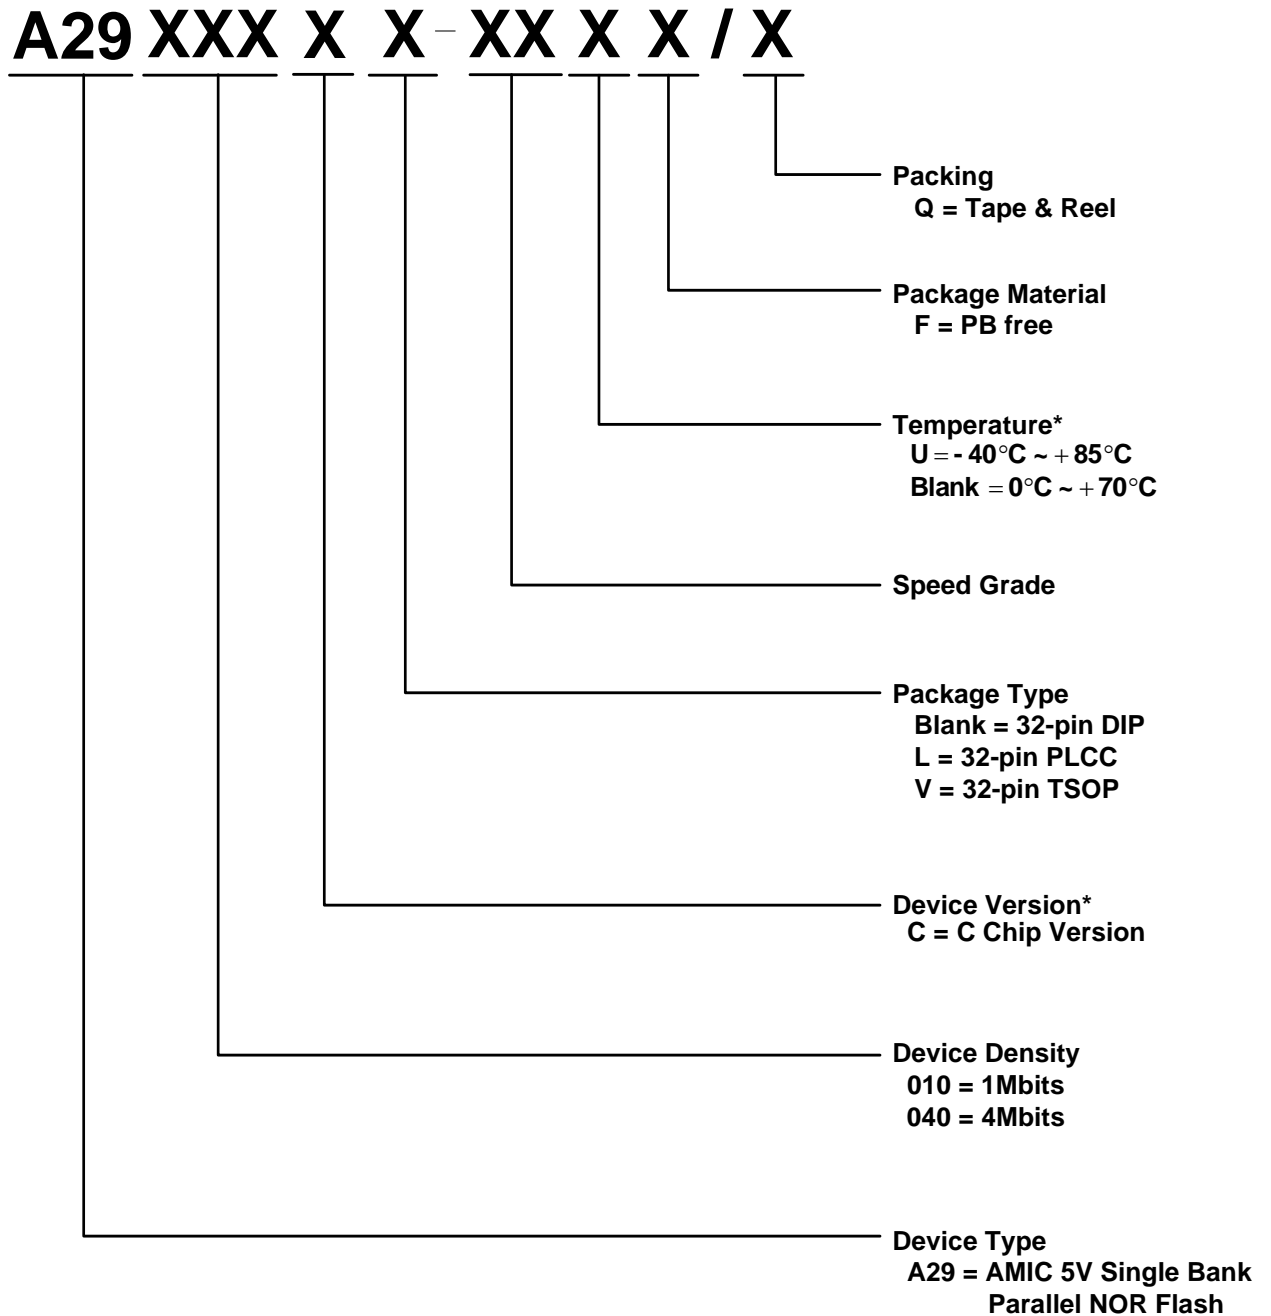 A29 XXX X X - XX X X / X
Packing
Q = Tape & Reel
Package Material
F = PB free
Temperature*
U = - 40°C ~ + 85°C
Blank = 0°C ~ + 70°C
Speed Grade
Package Type
Blank = 32-pin DIP
L = 32-pin PLCC
V = 32-pin TSOP
Device Version*
C = C Chip Version
Device Density
010 = 1Mbits
040 = 4Mbits
Device Type
A29 = AMIC 5V Single Bank
Parallel NOR Flash